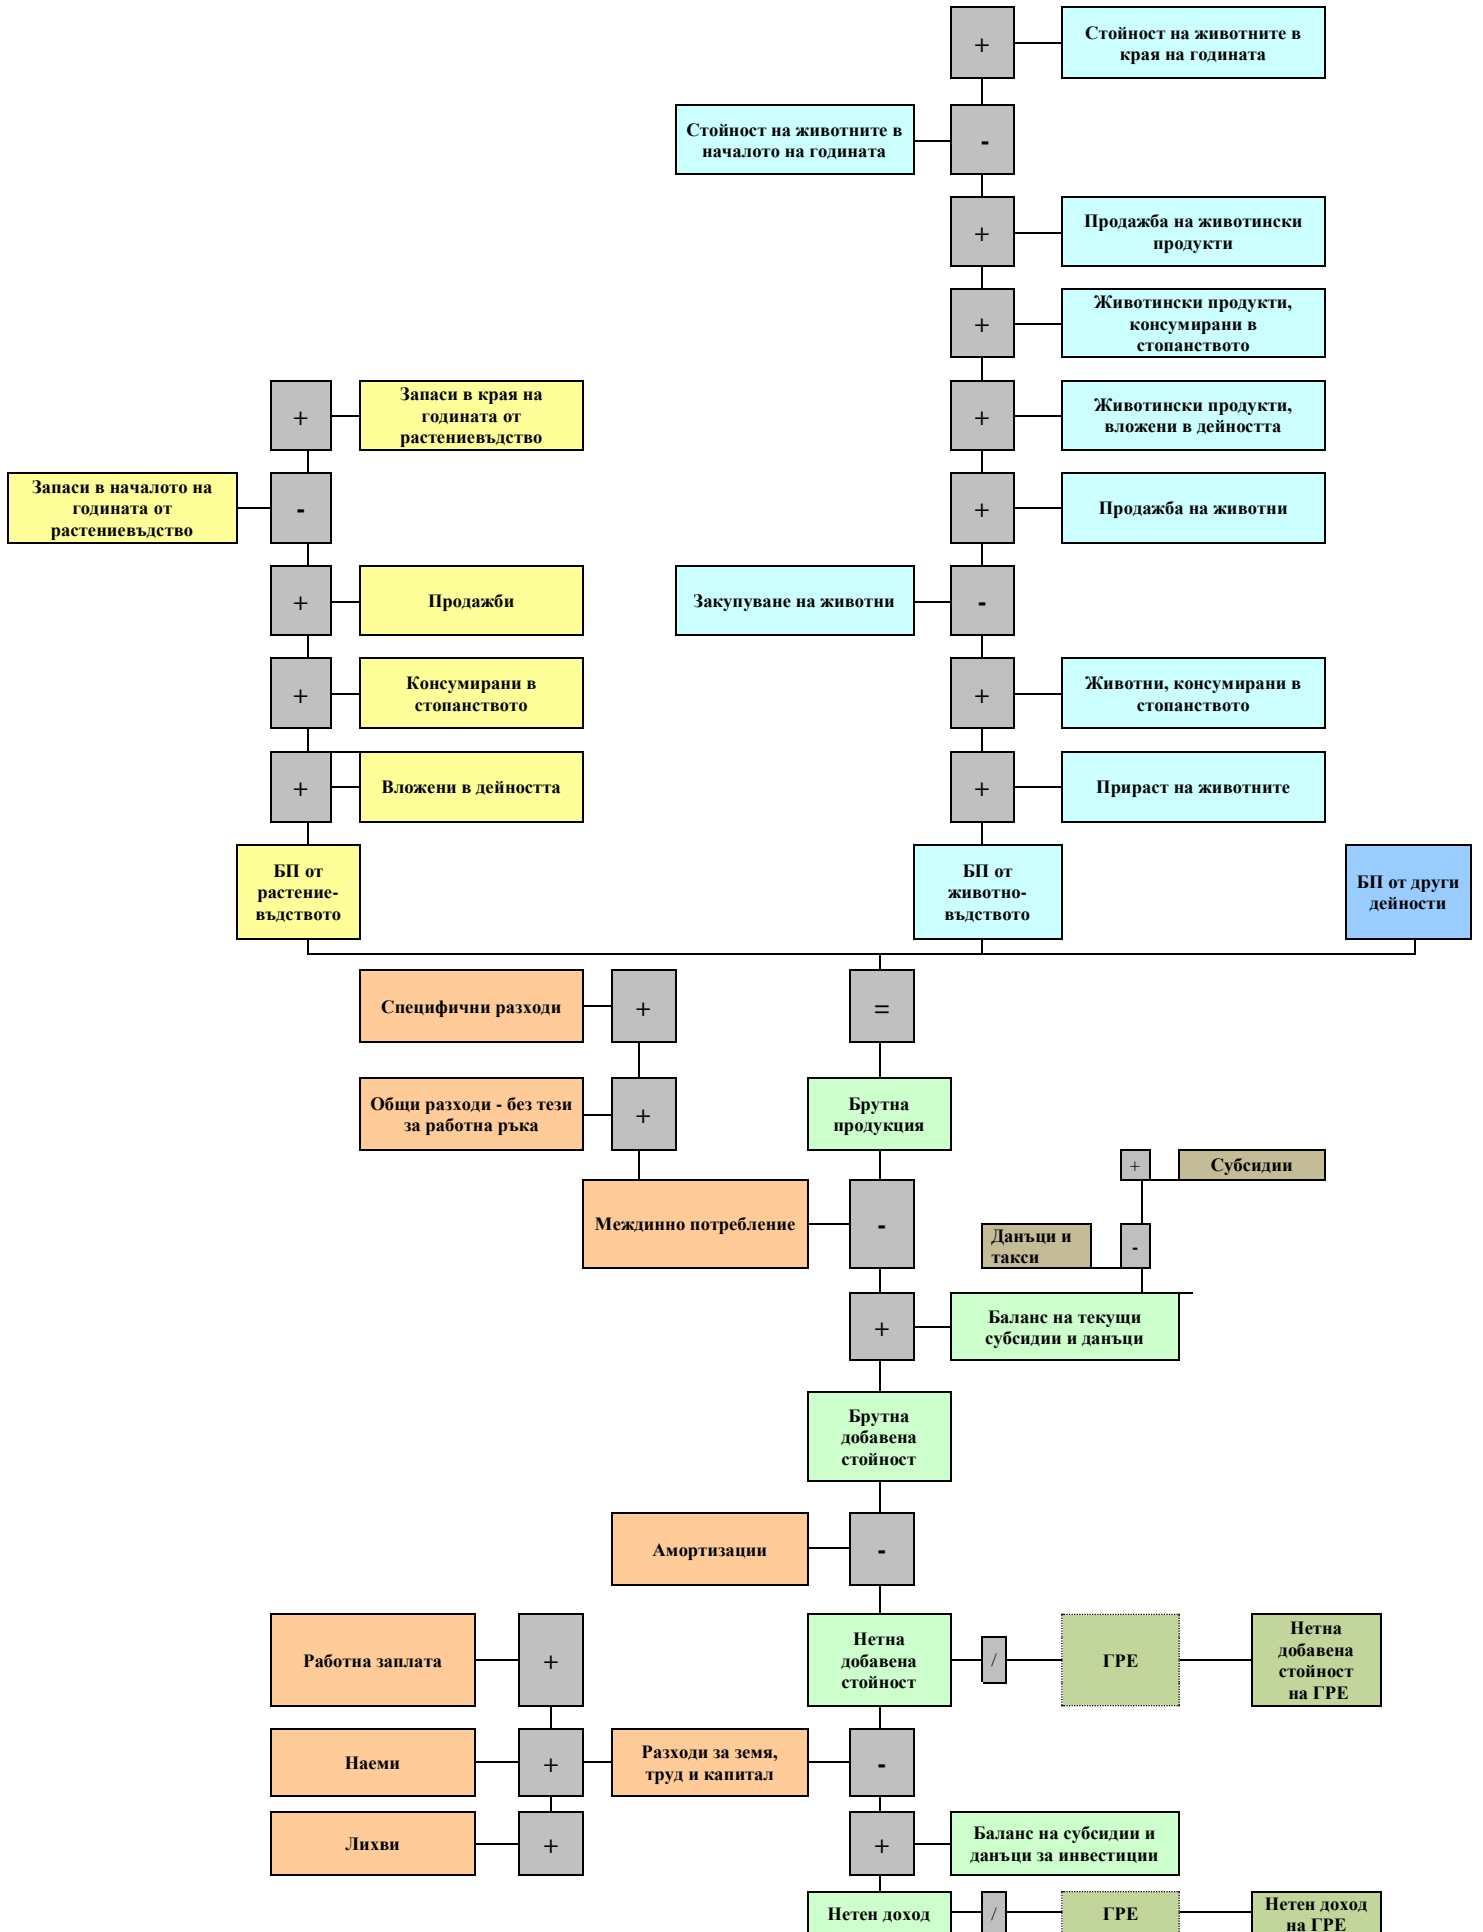 +
Стойност на животните в
края на годината
Стойност на животните в
началото на годината
-
+
Продажба на животински
продукти
+
Животински продукти,
консумирани в
стопанството
+
Запаси в края на
годината от
растениевъдство
+
Животински продукти,
вложени в дейността
Запаси в началото на
годината от
растениевъдство
-
+
Продажба на животни
+
Продажби
Закупуване на животни
-
+
Консумирани в
стопанството
+
Животни, консумирани в
стопанството
+
Вложени в дейността
+
Прираст на животните
БП от
растение-
въдството
БП от
животно-
въдството
БП от други
дейности
Специфични разходи
+
=
Общи разходи - без тези
за работна ръка
+
Брутна
продукция
+
Субсидии
Междинно потребление
-
Данъци и
такси
-
+
Баланс на текущи
субсидии и данъци
Брутна
добавена
стойност
Амортизации
-
Работна заплата
+
Нетна
добавена
стойност
/
ГРЕ
Нетна
добавена
стойност
на ГРЕ
Наеми
+
Разходи за земя,
труд и капитал
-
Лихви
+
+
Баланс на субсидии и
данъци за инвестиции
Нетен доход
/
ГРЕ
Нетен доход
на ГРЕ